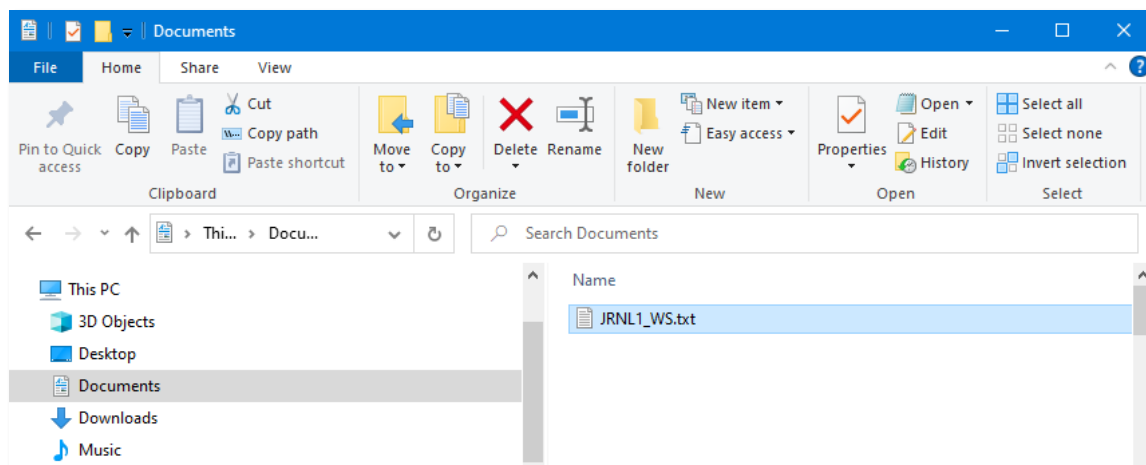 Documents
File Home Share View
Pin to Quick access
Copy
Paste
Cut
Copy path
Paste shortcut
Clipboard
Move to
Copy to
Delete
Rename
Organize
New folder
New item
Easy access
New
Properties
Open
Edit
History
Open
Select all
Select none
Invert selection
Select
Thi... Docu...
Search Documents
This PC
3D Objects
Desktop
Documents
Downloads
Music
Name
JRNL1_WS.txt